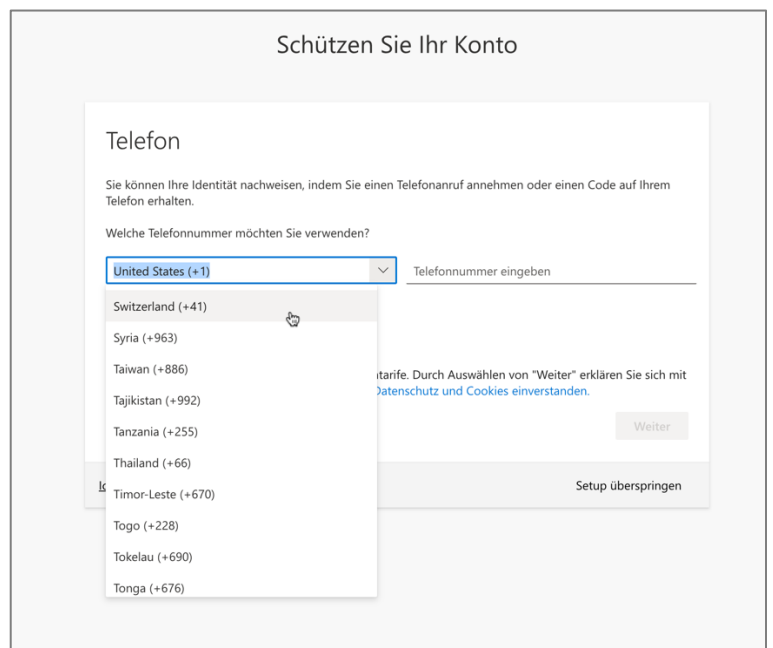 Schützen Sie Ihr Konto
Telefon
Sie können Ihre Identität nachweisen, indem Sie einen Telefonanruf annehmen oder einen Code auf Ihrem
Telefon erhalten.
Welche Telefonnummer möchten Sie verwenden?
United States (+1)
Telefonnummer eingeben
Switzerland (+41)
Syria (+963)
Taiwan (+886)
tarife. Durch Auswählen von "Weiter" erklären Sie sich mit
Datenschutz und Cookies einverstanden.
Tajikistan (+992)
Tanzania (+255)
Weiter
Thailand (+66)
Timor-Leste (+670)
Setup überspringen
Togo (+228)
Tokelau (+690)
Tonga (+676)